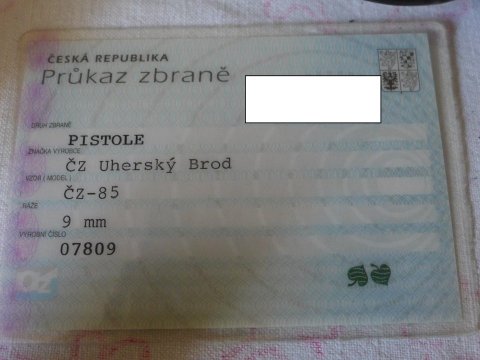 ČESKÁ REPUBLIKA
Průkaz zbraně
DRUH ZBRANĚ
PISTOLE
ZNAČKA VÝROBCE
ČZ Uherský Brod
VZOR ( MODEL )
ČZ-85
RÁŽE
9 mm
VÝROBNÍ ČÍSLO
07809